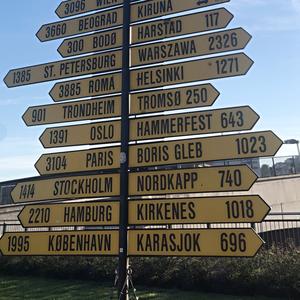 3096 WIEN
KIRUNA
3660 BEOGRAD
HARSTAD 117
300 BODØ
WARSZAWA 2326
1385 ST. PETERSBURG
HELSINKI 1271
3885 ROMA
TROMSØ 250
901 TRONDHEIM
HAMMERFEST 643
1391 OSLO
BORIS GLEB 1023
3104 PARIS
NORDKAPP 740
1414 STOCKHOLM
KIRKENES 1018
2210 HAMBURG
KARASJOK 696
1995 KØBENHAVN